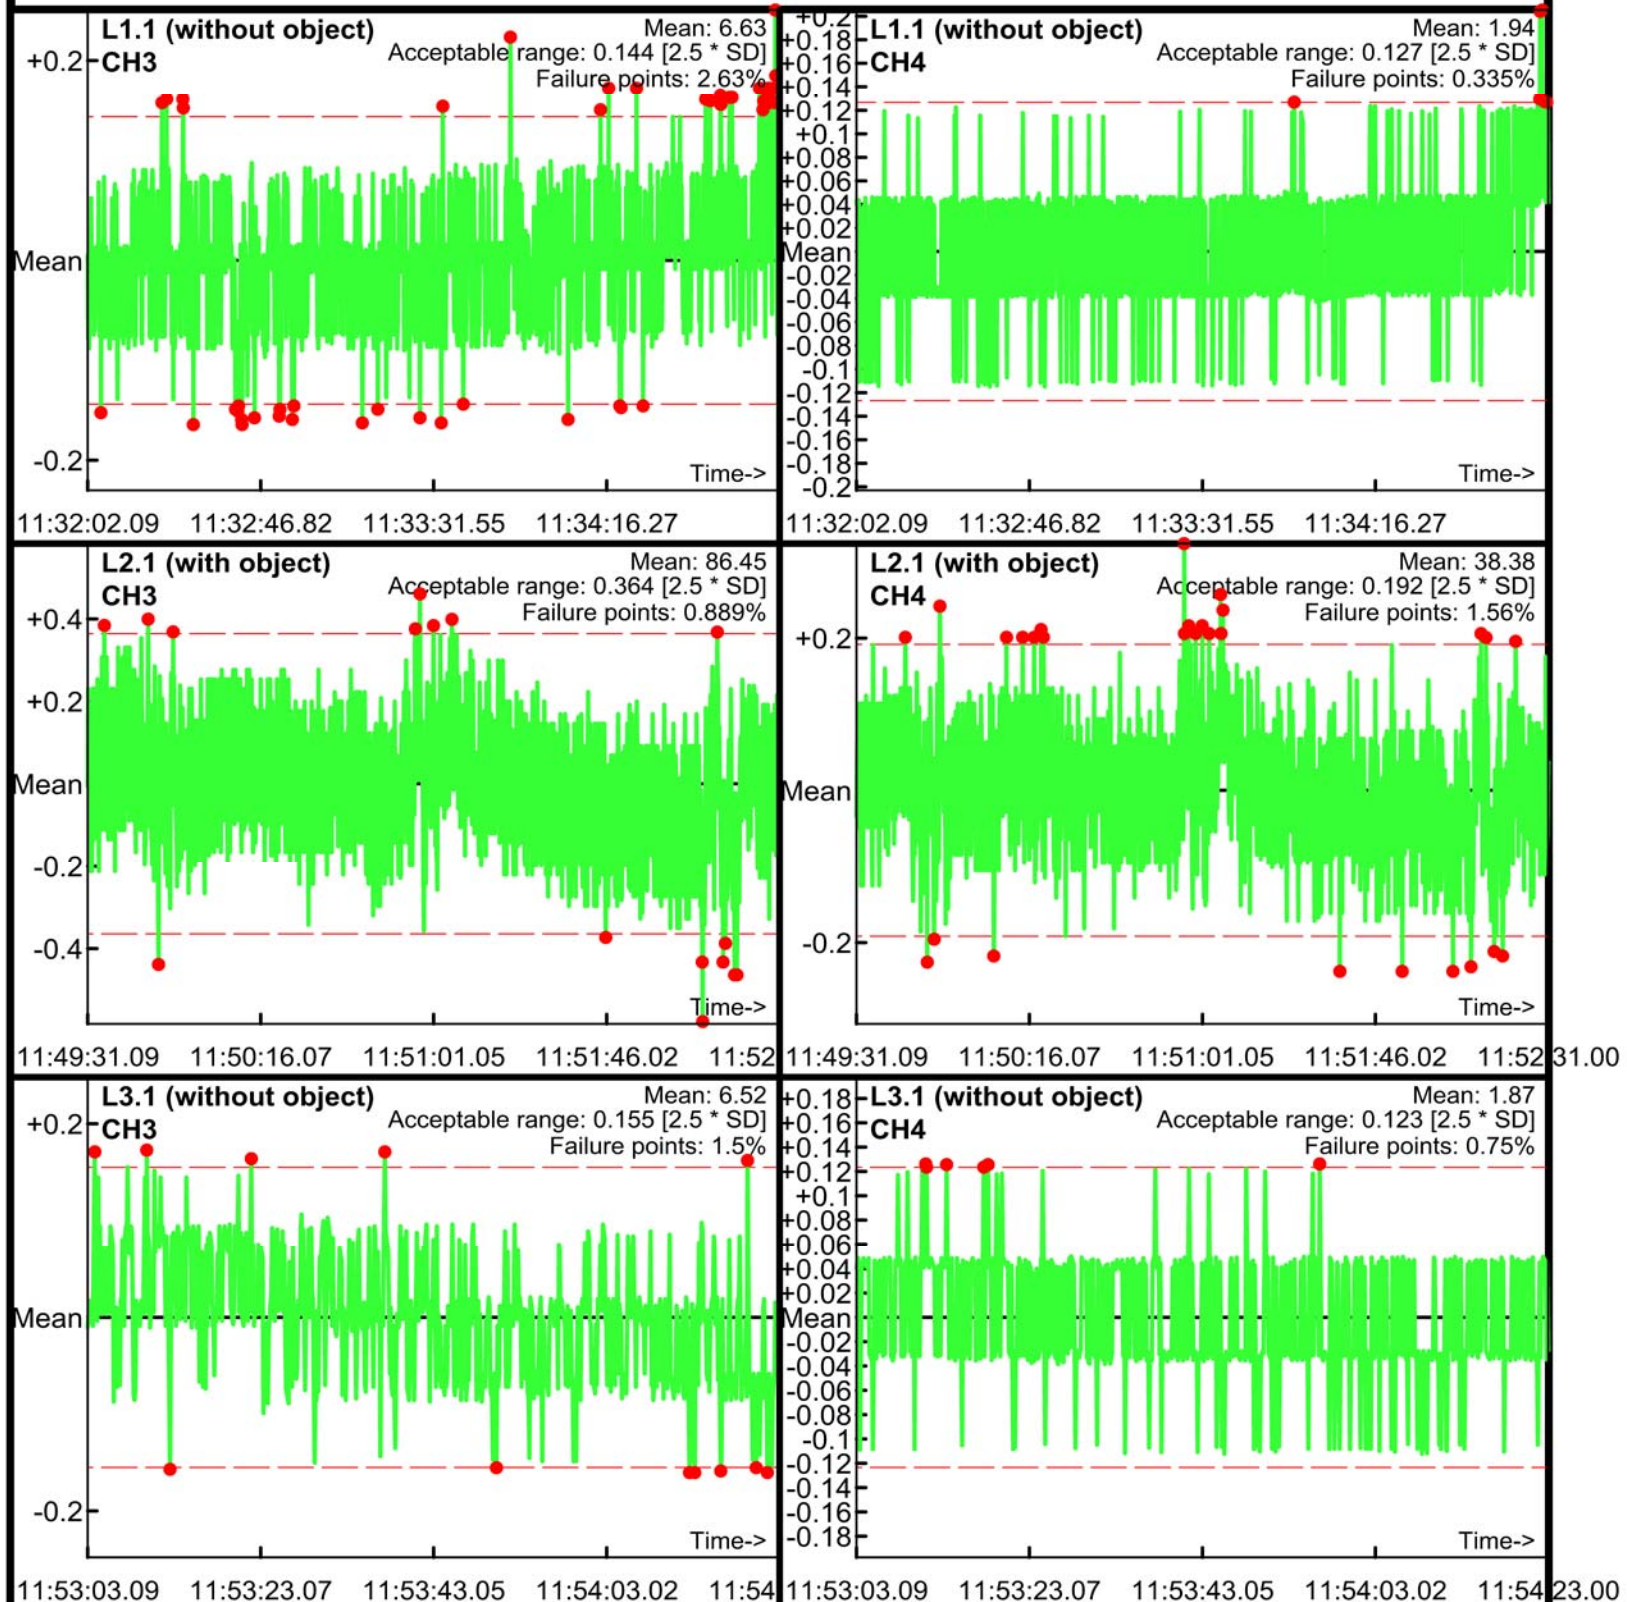 L1.1 (without object)
CH3
Mean: 6.63
Acceptable range: 0.144 [2.5 * SD]
Failure points: 2.63%
+0.2
Mean
-0.2
Time->
11:32:02.09 11:32:46.82 11:33:31.55 11:34:16.27
L1.1 (without object)
CH4
Mean: 1.94
Acceptable range: 0.127 [2.5 * SD]
Failure points: 0.335%
+0.2
+0.18
+0.16
+0.14
+0.12
+0.1
+0.08
+0.06
+0.04
+0.02
Mean
-0.02
-0.04
-0.06
-0.08
-0.1
-0.12
-0.14
-0.16
-0.18
-0.2
Time->
11:32:02.09 11:32:46.82 11:33:31.55 11:34:16.27
L2.1 (with object)
CH3
Mean: 86.45
Acceptable range: 0.364 [2.5 * SD]
Failure points: 0.889%
+0.4
+0.2
Mean
-0.2
-0.4
Time->
11:49:31.09 11:50:16.07 11:51:01.05 11:51:46.02 11:52
L2.1 (with object)
CH4
Mean: 38.38
Acceptable range: 0.192 [2.5 * SD]
Failure points: 1.56%
+0.2
Mean
-0.2
Time->
11:49:31.09 11:50:16.07 11:51:01.05 11:51:46.02 11:52:31.00
L3.1 (without object)
CH3
Mean: 6.52
Acceptable range: 0.155 [2.5 * SD]
Failure points: 1.5%
+0.2
Mean
-0.2
Time->
11:53:03.09 11:53:23.07 11:53:43.05 11:54:03.02 11:54
L3.1 (without object)
CH4
Mean: 1.87
Acceptable range: 0.123 [2.5 * SD]
Failure points: 0.75%
+0.18
+0.16
+0.14
+0.12
+0.1
+0.08
+0.06
+0.04
+0.02
Mean
-0.02
-0.04
-0.06
-0.08
-0.1
-0.12
-0.14
-0.16
-0.18
Time->
11:53:03.09 11:53:23.07 11:53:43.05 11:54:03.02 11:54:23.00